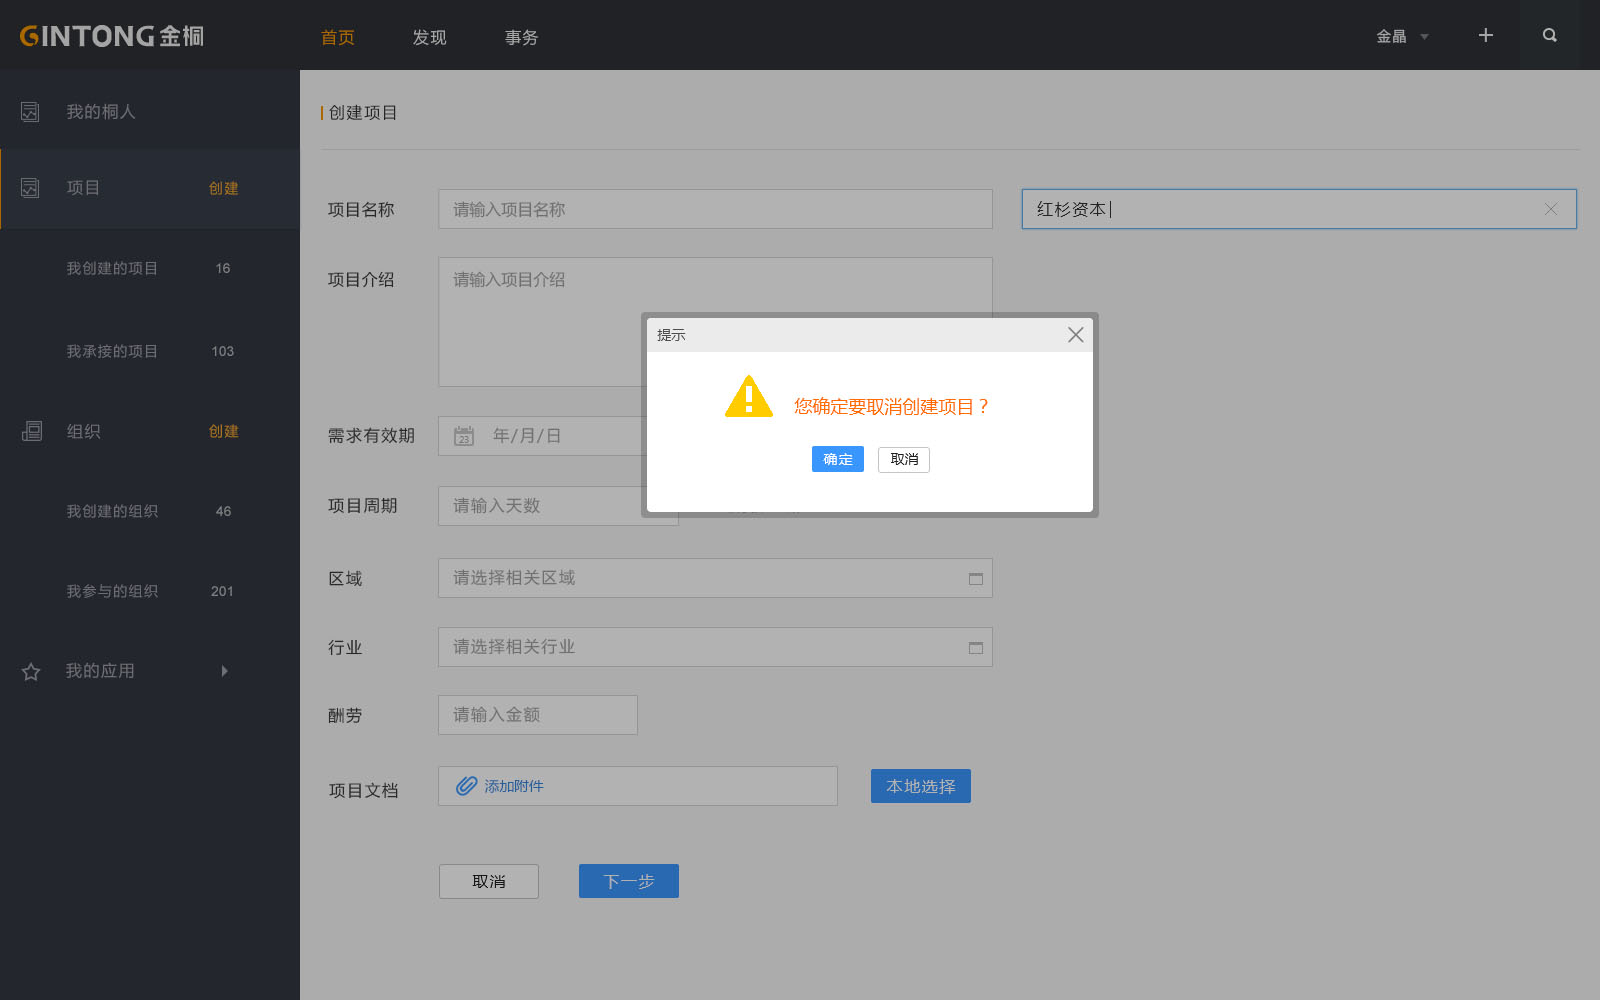 GINTONG金桐
首页 发现 事务 金晶
我的桐人
项目 创建
我创建的项目 16
我承接的项目 103
组织 创建
我创建的组织 46
我参与的组织 201
我的应用
创建项目
项目名称 请输入项目名称 红杉资本
项目介绍 请输入项目介绍
需求有效期 23 年/月/日
项目周期 请输入天数
区域 请选择相关区域
行业 请选择相关行业
酬劳 请输入金额
项目文档 添加附件 本地选择
取消 下一步
提示
您确定要取消创建项目？
确定 取消